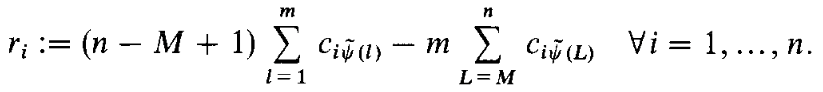 r_i := (n − M + 1) ∑_{l=1}^{m} c_{iψ̃(l)} − m ∑_{L=M}^{n} c_{iψ̃(L)} ∀i = 1, …, n.